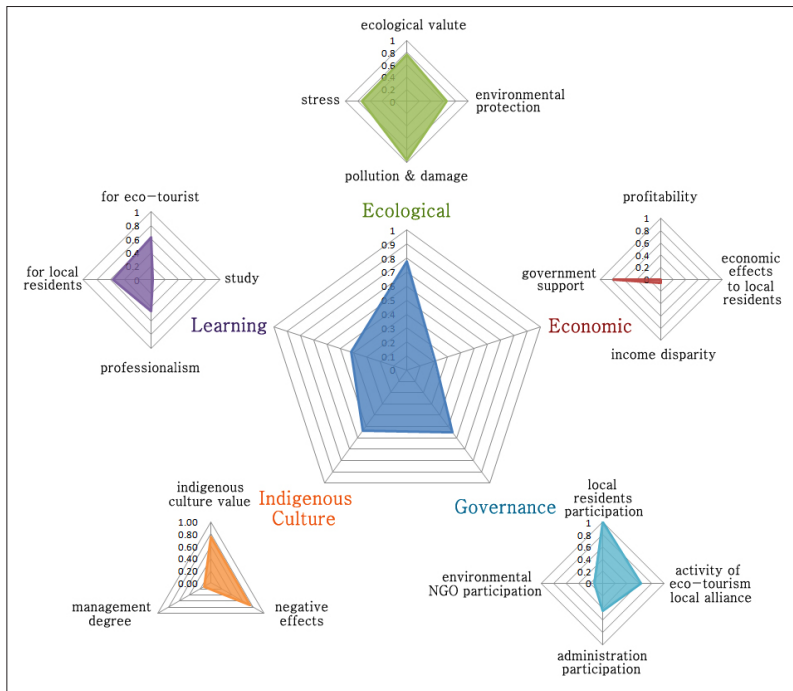 ecological valute
1
0.8
0.6
0.4
0.2
0
stress
environmental
protection
pollution & damage
Ecological
for eco-tourist
1
0.8
0.6
0.4
0.2
0
for local
residents
study
professionalism
Learning
profitability
1
0.8
0.6
0.4
0.2
0
government
support
economic
effects
to local
residents
income disparity
Economic
1
0.9
0.8
0.7
0.6
0.5
0.4
0.3
0.2
0.1
0
Indigenous
Culture
Governance
indigenous
culture value
1.00
0.80
0.60
0.40
0.20
0.00
management
degree
negative
effects
local
residents
participation
1
0.8
0.6
0.4
0.2
0
environmental
NGO participation
activity of
eco-tourism
local alliance
administration
participation